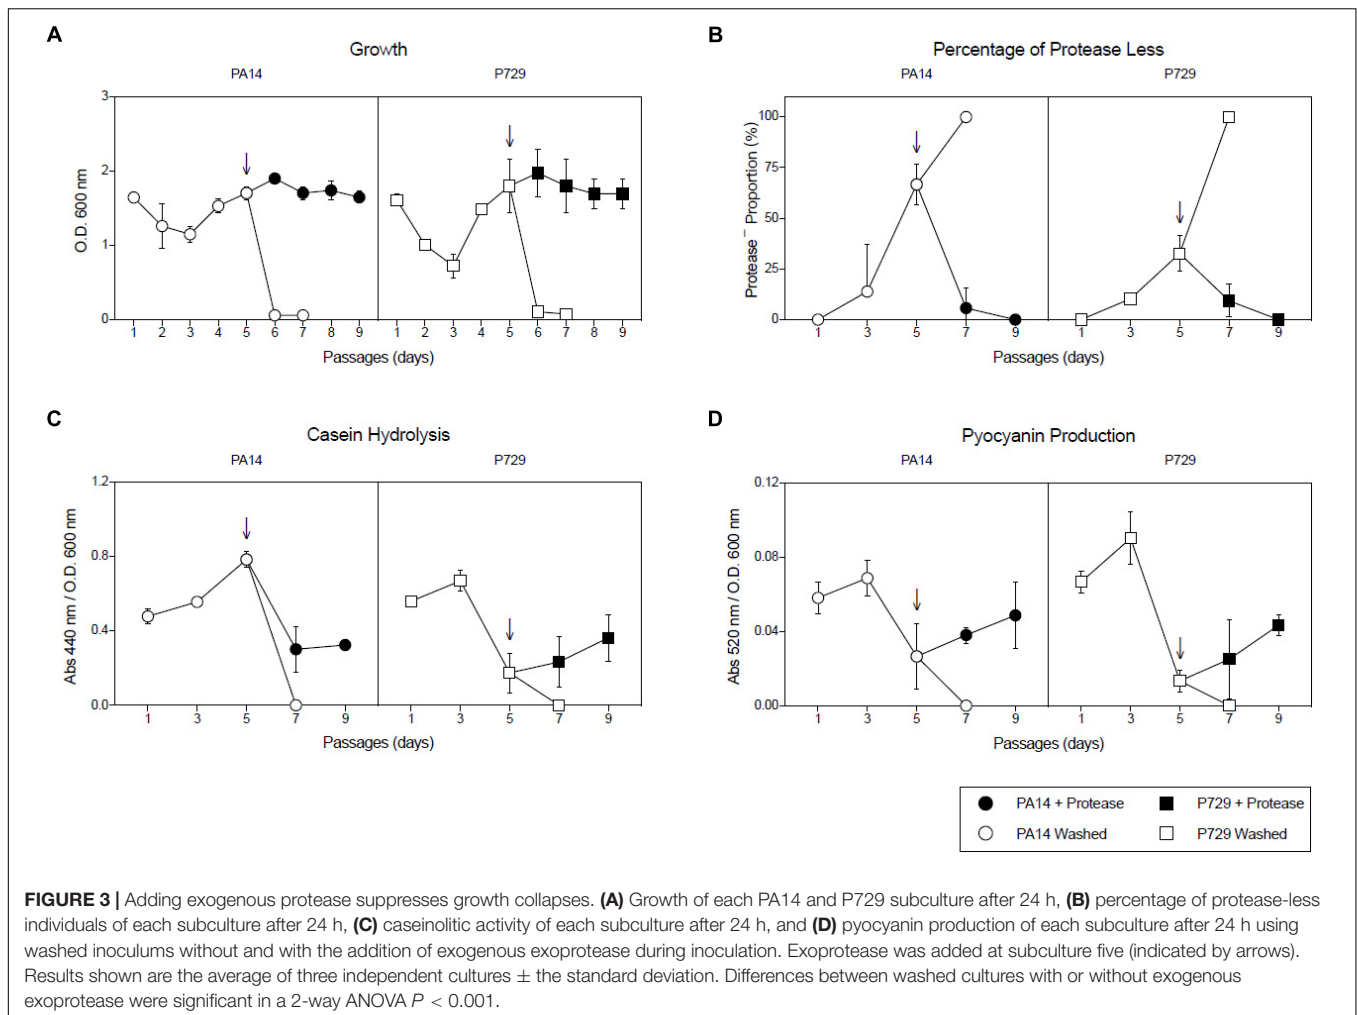 A
Growth
PA14
P729
O.D. 600 nm
3
2
1
0
1 2 3 4 5 6 7 8 9
1 2 3 4 5 6 7 8 9
Passages (days)
B
Percentage of Protease Less
PA14
P729
Protease⁻ Proportion (%)
100
75
50
25
0
1 3 5 7 9
1 3 5 7 9
Passages (days)
C
Casein Hydrolysis
PA14
P729
Abs 440 nm / O.D. 600 nm
1.2
0.8
0.4
0.0
1 3 5 7 9
1 3 5 7 9
Passages (days)
D
Pyocyanin Production
PA14
P729
Abs 520 nm / O.D. 600 nm
0.12
0.08
0.04
0.00
1 3 5 7 9
1 3 5 7 9
Passages (days)
PA14 + Protease
P729 + Protease
PA14 Washed
P729 Washed
FIGURE 3 | Adding exogenous protease suppresses growth collapses. (A) Growth of each PA14 and P729 subculture after 24 h, (B) percentage of protease-less
individuals of each subculture after 24 h, (C) caseinolitic activity of each subculture after 24 h, and (D) pyocyanin production of each subculture after 24 h using
washed inoculums without and with the addition of exogenous exoprotease during inoculation. Exoprotease was added at subculture five (indicated by arrows).
Results shown are the average of three independent cultures ± the standard deviation. Differences between washed cultures with or without exogenous
exoprotease were significant in a 2-way ANOVA P < 0.001.